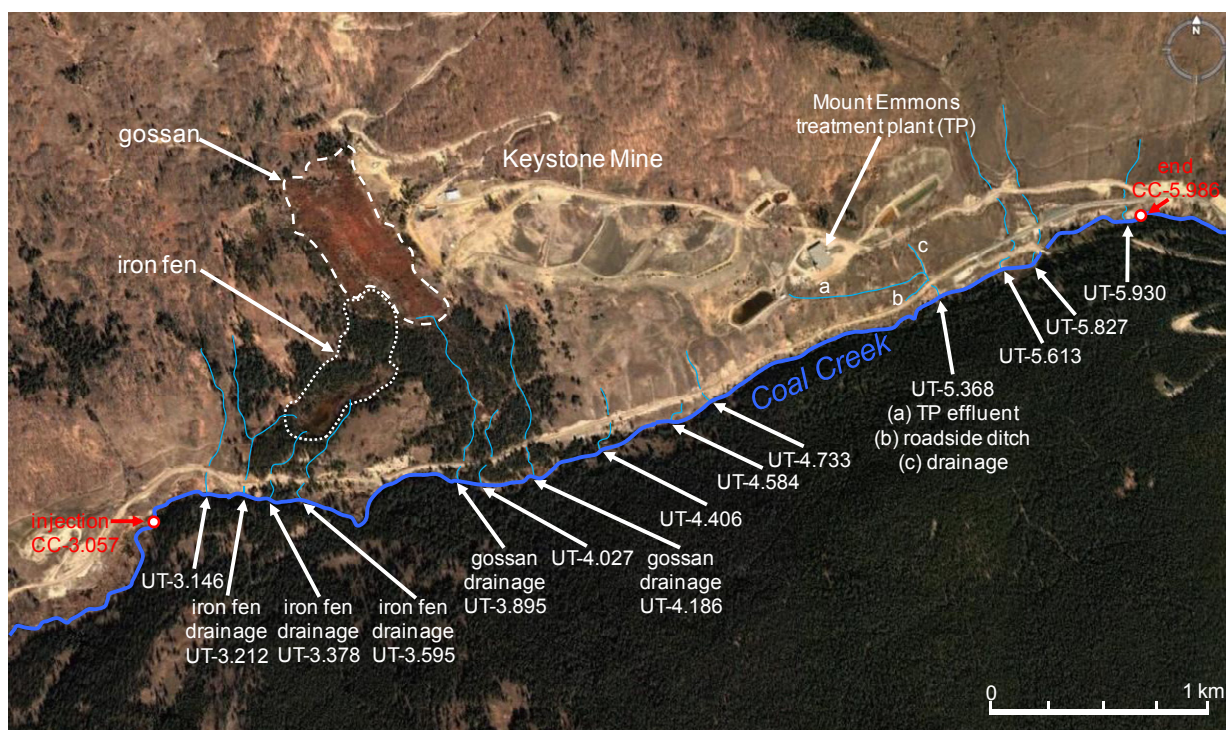 N
gossan
Keystone Mine
Mount Emmons
treatment plant (TP)
end
CC-5.986
iron fen
a
b
c
UT-5.930
UT-5.827
UT-5.613
UT-5.368
(a) TP effluent
(b) roadside ditch
(c) drainage
Coal Creek
UT-4.733
UT-4.584
UT-4.406
gossan
drainage
UT-4.186
UT-4.027
gossan
drainage
UT-3.895
iron fen
drainage
UT-3.595
iron fen
drainage
UT-3.378
iron fen
drainage
UT-3.212
UT-3.146
injection
CC-3.057
0
1 km